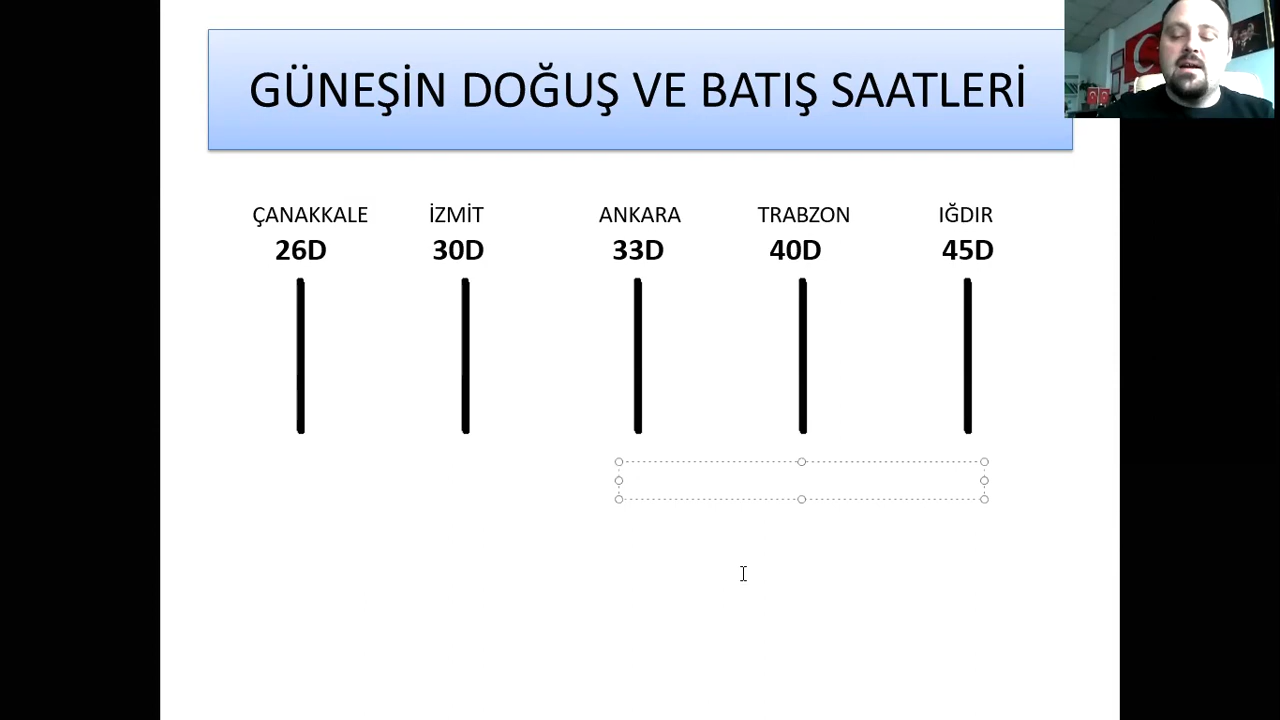 GÜNEŞİN DOĞUŞ VE BATIŞ SAATLERİ
ÇANAKKALE İZMİT ANKARA TRABZON IĞDIR
26D 30D 33D 40D 45D